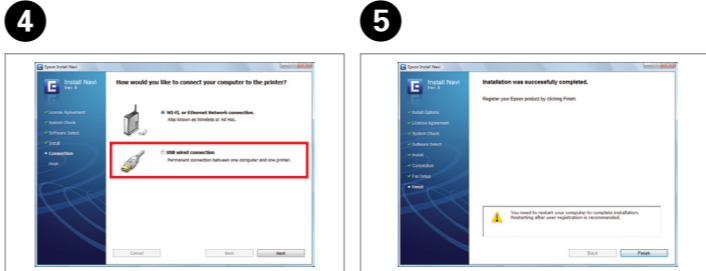 4
Epson Install Navi
Install Navi
How would you like to connect your computer to the printer?
License Agreement
System Check
Software Select
Install
Connection
Finish
Wi-Fi, or Ethernet Network connection.
Also known as Wireless or Ad Hoc.
USB wired connection
Permanent connection between one computer and one printer.
Cancel
Back
Next
5
Epson Install Navi
Install Navi
Installation was successfully completed.
Register your Epson product by clicking Finish.
Install Options
License Agreement
System Check
Software Select
Install
Connection
Fax Setup
Finish
You need to restart your computer to complete installation.
Restarting after user registration is recommended.
Back
Finish